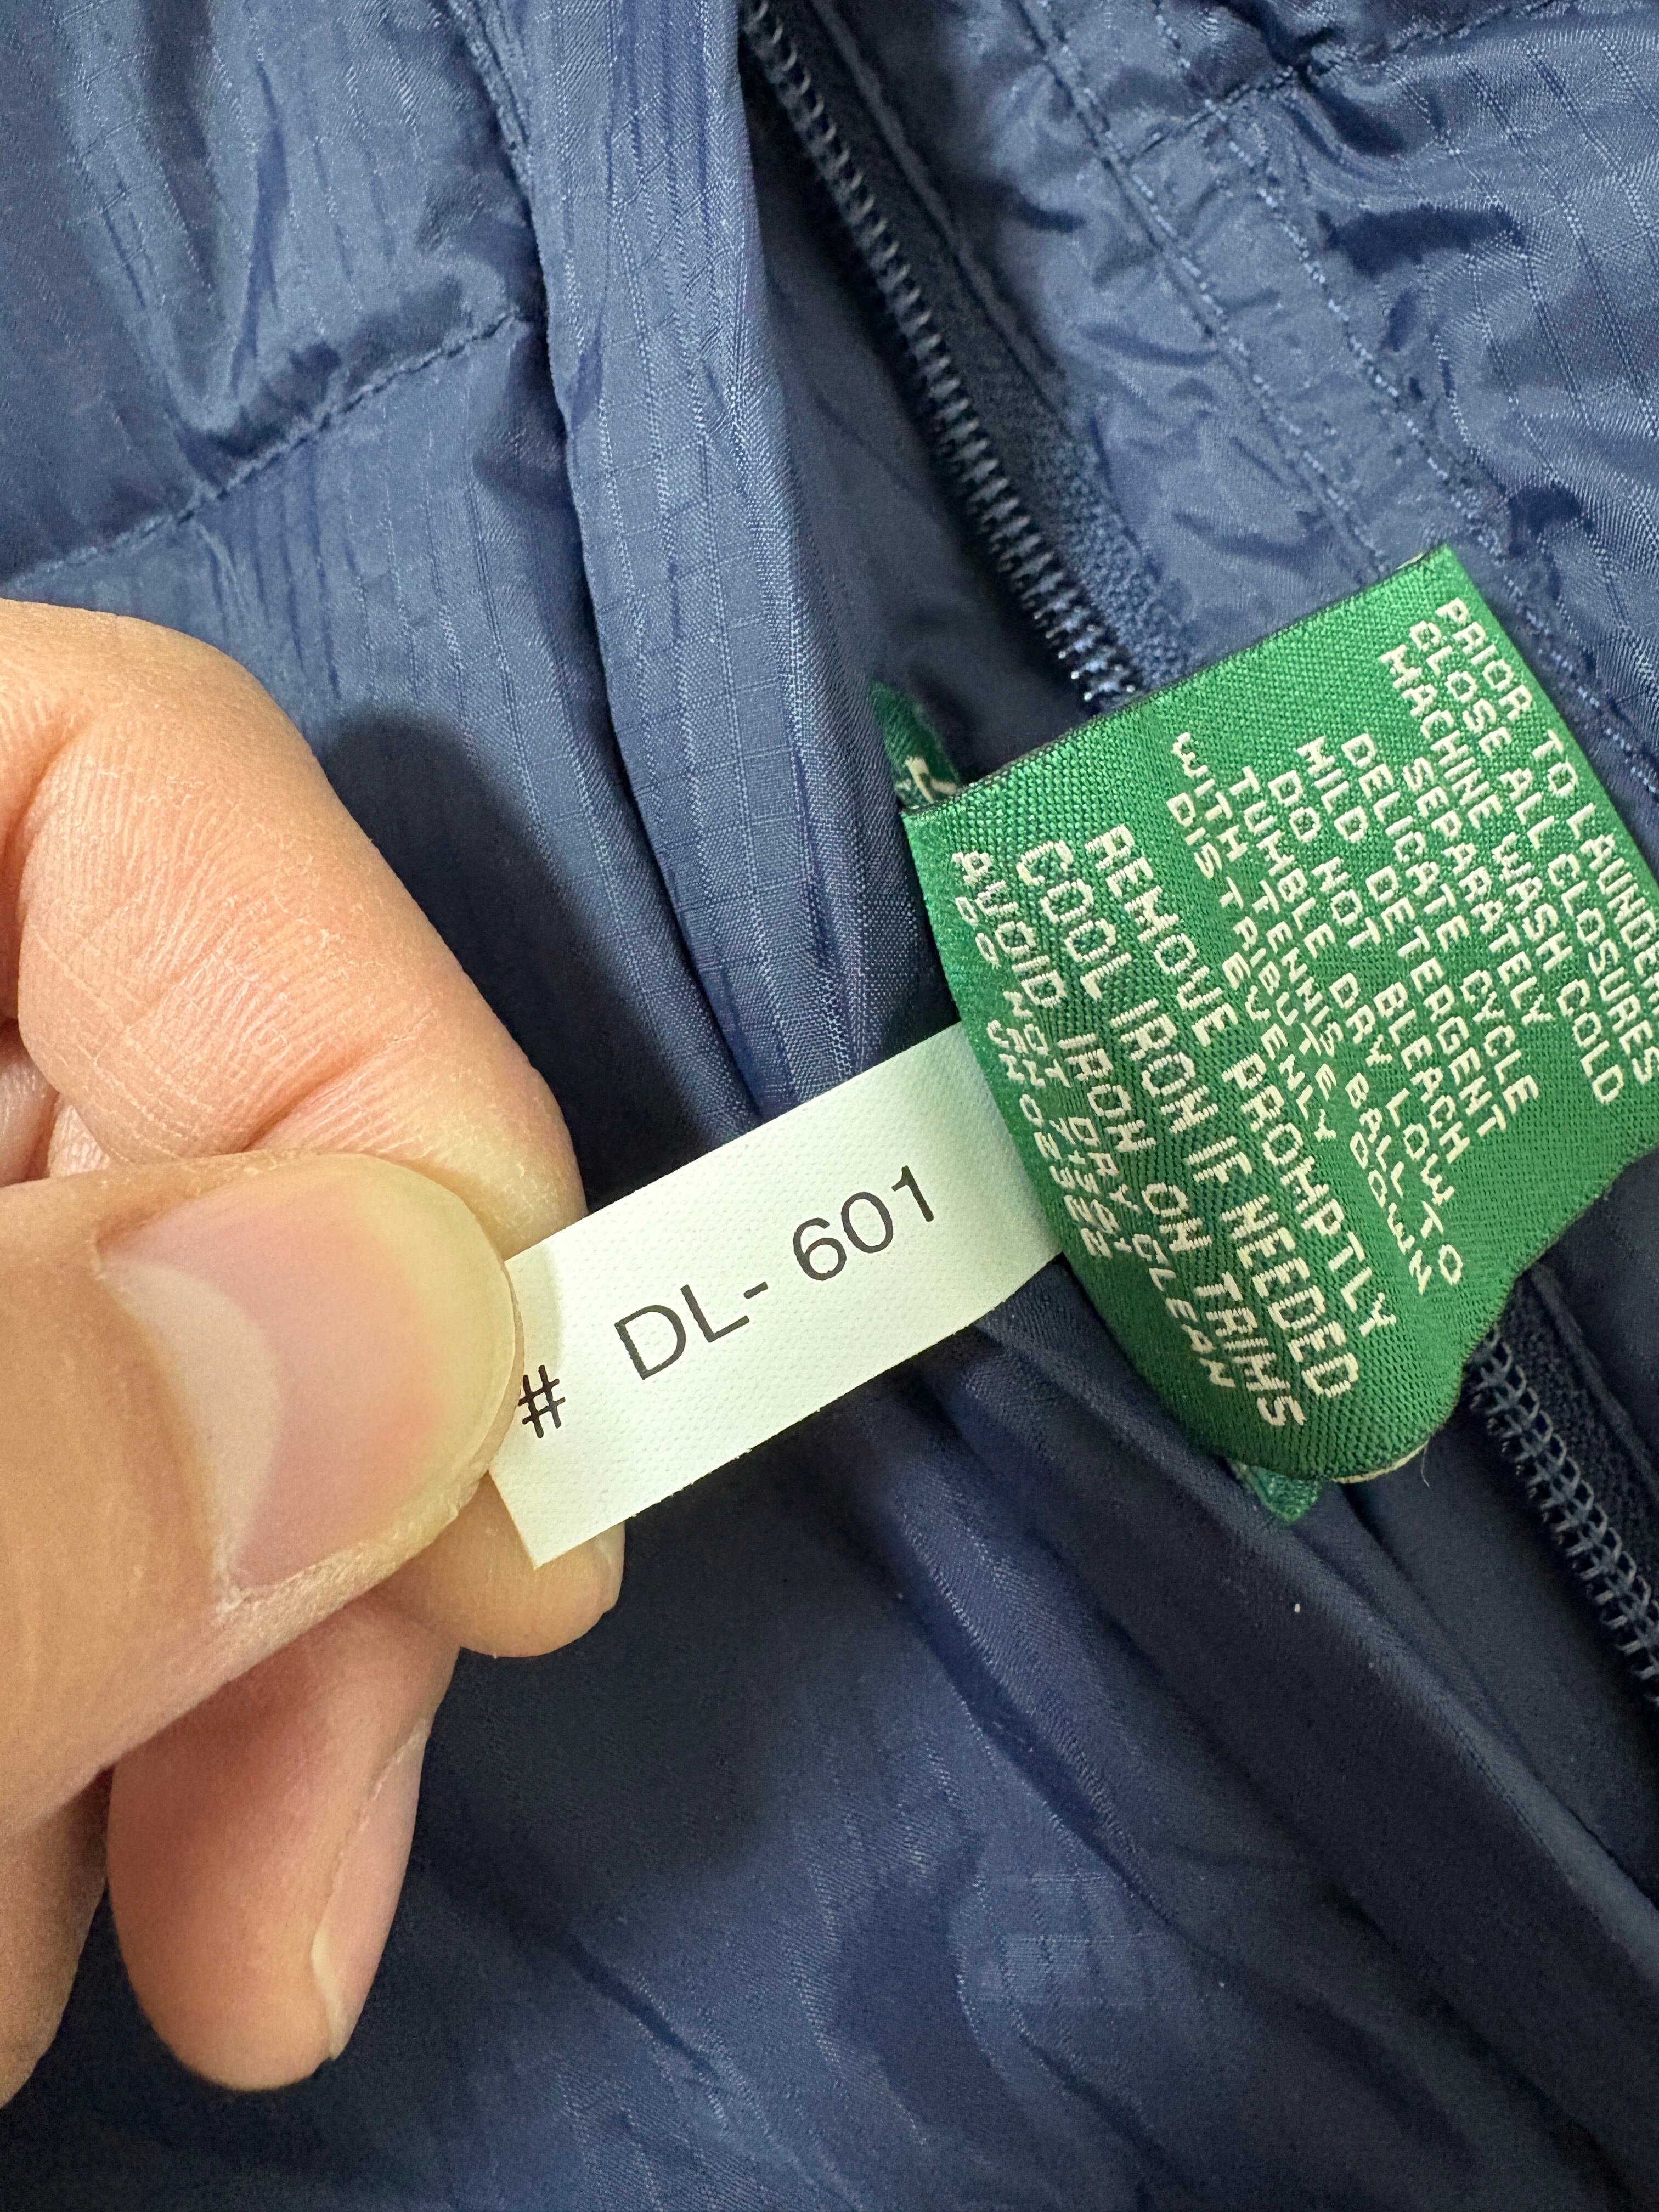 # DL- 601
PRIOR TO LAUNDER
CLOSE ALL CLOSURES
MACHINE WASH COLD
SEPARATELY
DELICATE CYCLE
MILD DETERGENT
DO NOT BLEACH
TUMBLE DRY LOW
WITH TENNIS BALL TO
DISTRIBUTE DOWN
EVENLY
REMOVE PROMPTLY
COOL IRON IF NEEDED
AVOID IRON ON TRIMS
DO NOT DRY CLEAN